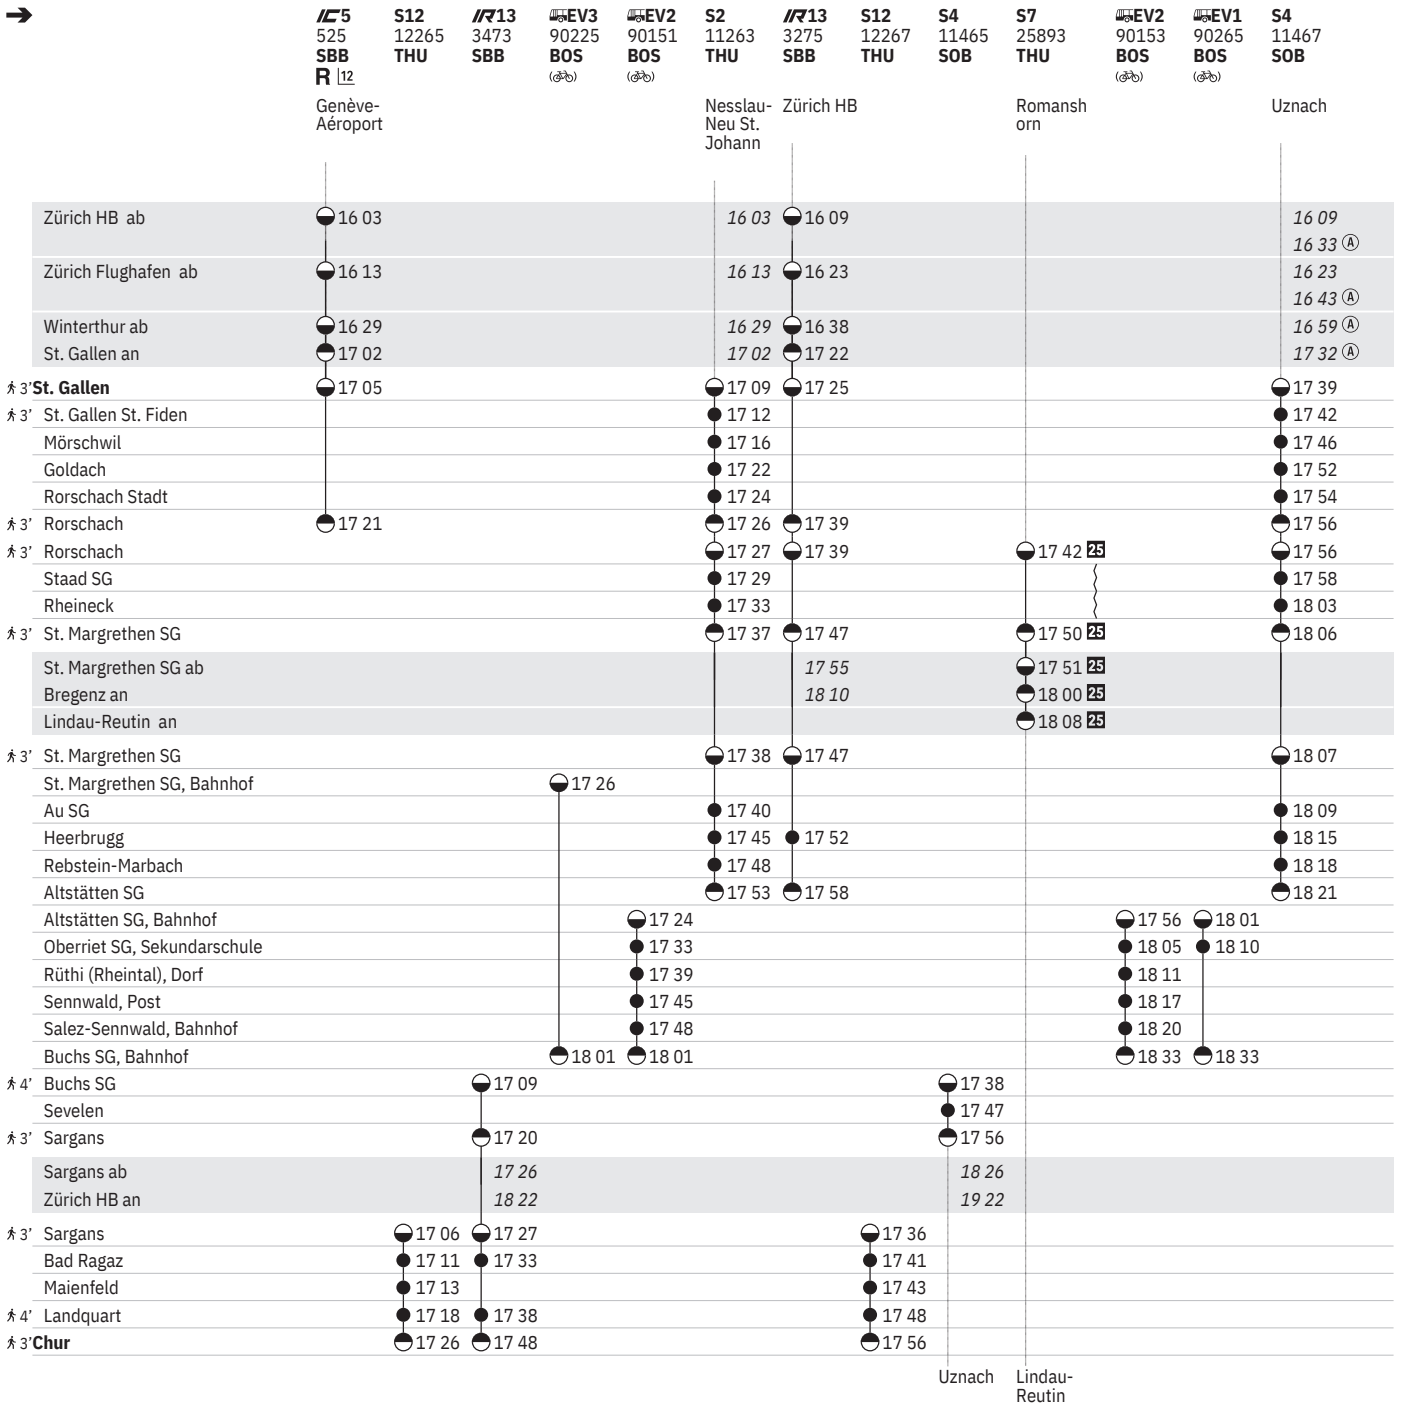 IC5 S12 IR13 EV3 EV2 S2 IR13 S12 S4 S7 EV2 EV1 S4
525 12265 3473 90225 90151 11263 3275 12267 11465 25893 90153 90265 11467
SBB THU SBB BOS BOS THU SBB THU SOB THU BOS BOS SOB
R 12
Genève- Nesslau- Zürich HB Romansh Uznach
Aéroport Neu St. orn
Johann
Zürich HB ab 16 03 16 03 16 09 16 09
16 33 A
Zürich Flughafen ab 16 13 16 13 16 23 16 23
16 43 A
Winterthur ab 16 29 16 29 16 38 16 59 A
St. Gallen an 17 02 17 02 17 22 17 32 A
3’ St. Gallen 17 05 17 09 17 25 17 39
3’ St. Gallen St. Fiden 17 12 17 42
Mörschwil 17 16 17 46
Goldach 17 22 17 52
Rorschach Stadt 17 24 17 54
3’ Rorschach 17 21 17 26 17 39 17 56
3’ Rorschach 17 27 17 39 17 42 25 17 56
Staad SG 17 29 17 58
Rheineck 17 33 18 03
3’ St. Margrethen SG 17 37 17 47 17 50 25 18 06
St. Margrethen SG ab 17 55 17 51 25
Bregenz an 18 10 18 00 25
Lindau-Reutin an 18 08 25
3’ St. Margrethen SG 17 38 17 47 18 07
St. Margrethen SG, Bahnhof 17 26
Au SG 17 40 18 09
Heerbrugg 17 45 17 52 18 15
Rebstein-Marbach 17 48 18 18
Altstätten SG 17 53 17 58 18 21
Altstätten SG, Bahnhof 17 24 17 56 18 01
Oberriet SG, Sekundarschule 17 33 18 05 18 10
Rüthi (Rheintal), Dorf 17 39 18 11
Sennwald, Post 17 45 18 17
Salez-Sennwald, Bahnhof 17 48 18 20
Buchs SG, Bahnhof 18 01 18 01 18 33 18 33
4’ Buchs SG 17 09 17 38
Sevelen 17 47
3’ Sargans 17 20 17 56
Sargans ab 17 26 18 26
Zürich HB an 18 22 19 22
3’ Sargans 17 06 17 27 17 36
Bad Ragaz 17 11 17 33 17 41
Maienfeld 17 13 17 43
4’ Landquart 17 18 17 38 17 48
3’ Chur 17 26 17 48 17 56
Uznach Lindau-
Reutin